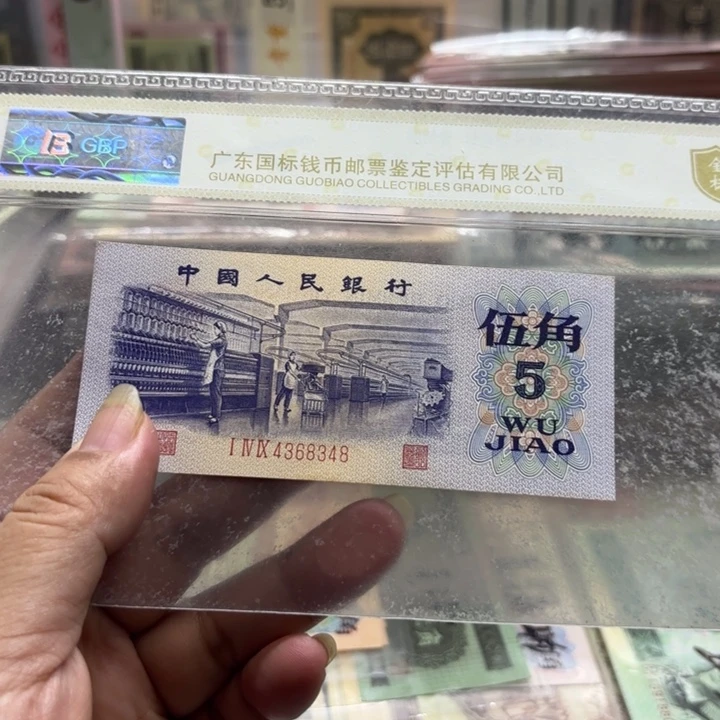 GBP
广东国标钱币邮票鉴定评估有限公司
GUANGDONG GUOBIAO COLLECTIBLES GRADING CO.,LTD
中國人民銀行
伍角
5
WU
JIAO
I IV IX 4368348